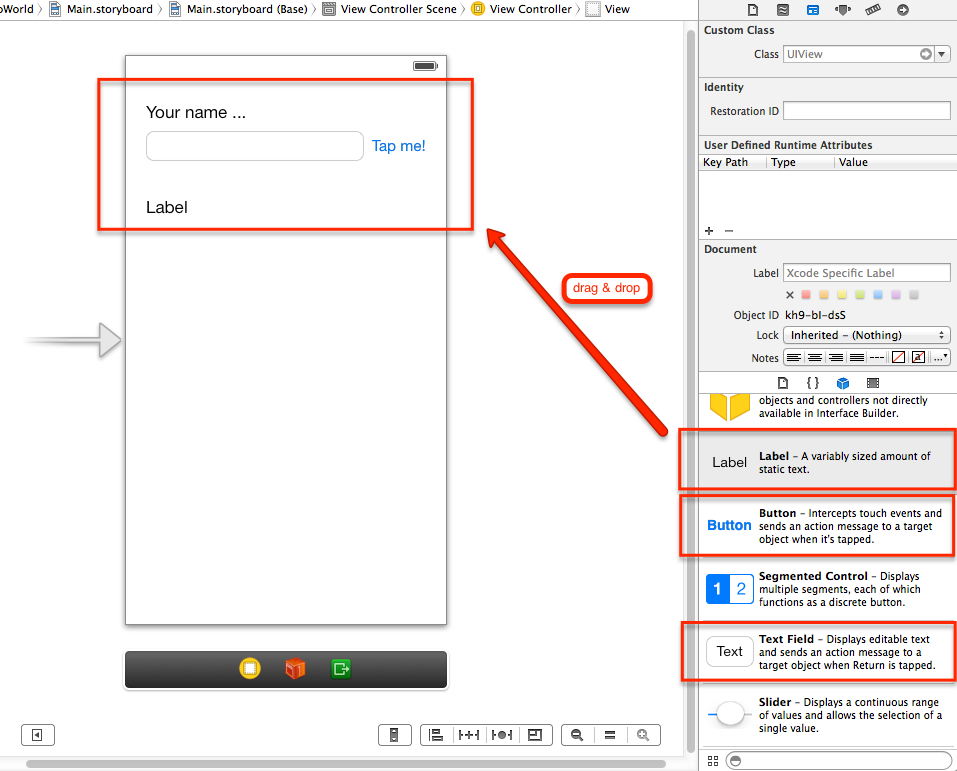 oWorld Main.storyboard Main.storyboard (Base) View Controller Scene View Controller View
Custom Class
Class UIView
Identity
Restoration ID
User Defined Runtime Attributes
Key Path Type Value
+ −
Document
Label Xcode Specific Label
×
Object ID kh9-bI-dsS
Lock Inherited - (Nothing)
Notes --- a ...
{ }
Your name ...
Tap me!
Label
drag & drop
objects and controllers not directly
available in Interface Builder.
Label
Label - A variably sized amount of
static text.
Button
Button - Intercepts touch events and
sends an action message to a target
object when it's tapped.
1 2
Segmented Control - Displays
multiple segments, each of which
functions as a discrete button.
Text
Text Field - Displays editable text
and sends an action message to a
target object when Return is tapped.
Slider - Displays a continuous range
of values and allows the selection of a
single value.